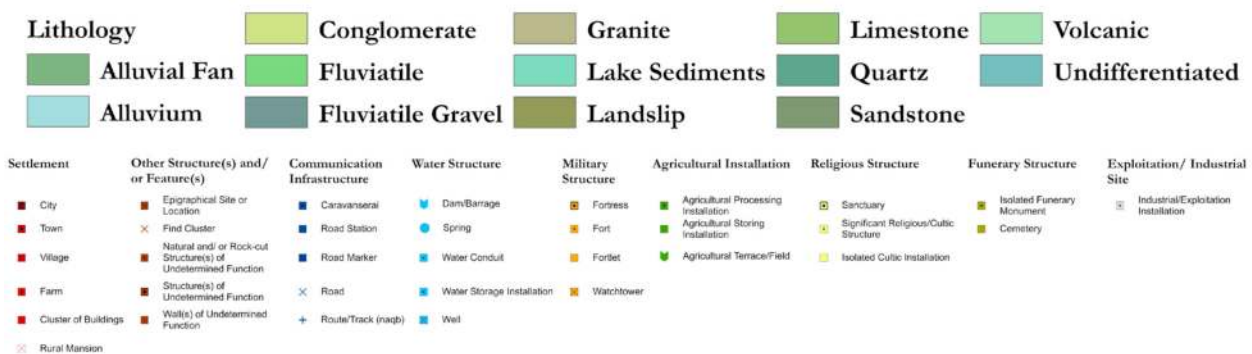 Lithology
Conglomerate
Granite
Limestone
Volcanic
Alluvial Fan
Fluviatile
Lake Sediments
Quartz
Undifferentiated
Alluvium
Fluviatile Gravel
Landslip
Sandstone
Settlement
City
Town
Village
Farm
Cluster of Buildings
Rural Mansion
Other Structure(s) and/
or Feature(s)
Epigraphical Site or
Location
Find Cluster
Natural and/ or Rock-cut
Structure(s) of
Undetermined Function
Structure(s) of
Undetermined Function
Wall(s) of Undetermined
Function
Communication
Infrastructure
Caravanserai
Road Station
Road Marker
Road
Route/Track (naqb)
Water Structure
Dam/Barrage
Spring
Water Conduit
Water Storage Installation
Well
Military
Structure
Fortress
Fort
Fortlet
Watchtower
Agricultural Installation
Agricultural Processing
Installation
Agricultural Storing
Installation
Agricultural Terrace/Field
Religious Structure
Sanctuary
Significant Religious/Cultic
Structure
Isolated Cultic Installation
Funerary Structure
Isolated Funerary
Monument
Cemetery
Exploitation/ Industrial
Site
Industrial/Exploitation
Installation